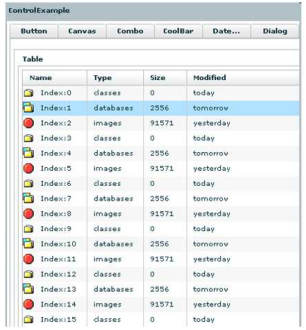 ControlExample
Button Canvas Combo CoolBar Date... Dialog
Table
Name Type Size Modified
Index:0 classes 0 today
Index:1 databases 2556 tomorrow
Index:2 images 91571 yesterday
Index:3 classes 0 today
Index:4 databases 2556 tomorrow
Index:5 images 91571 yesterday
Index:6 classes 0 today
Index:7 databases 2556 tomorrow
Index:8 images 91571 yesterday
Index:9 classes 0 today
Index:10 databases 2556 tomorrow
Index:11 images 91571 yesterday
Index:12 classes 0 today
Index:13 databases 2556 tomorrow
Index:14 images 91571 yesterday
Index:15 classes 0 today